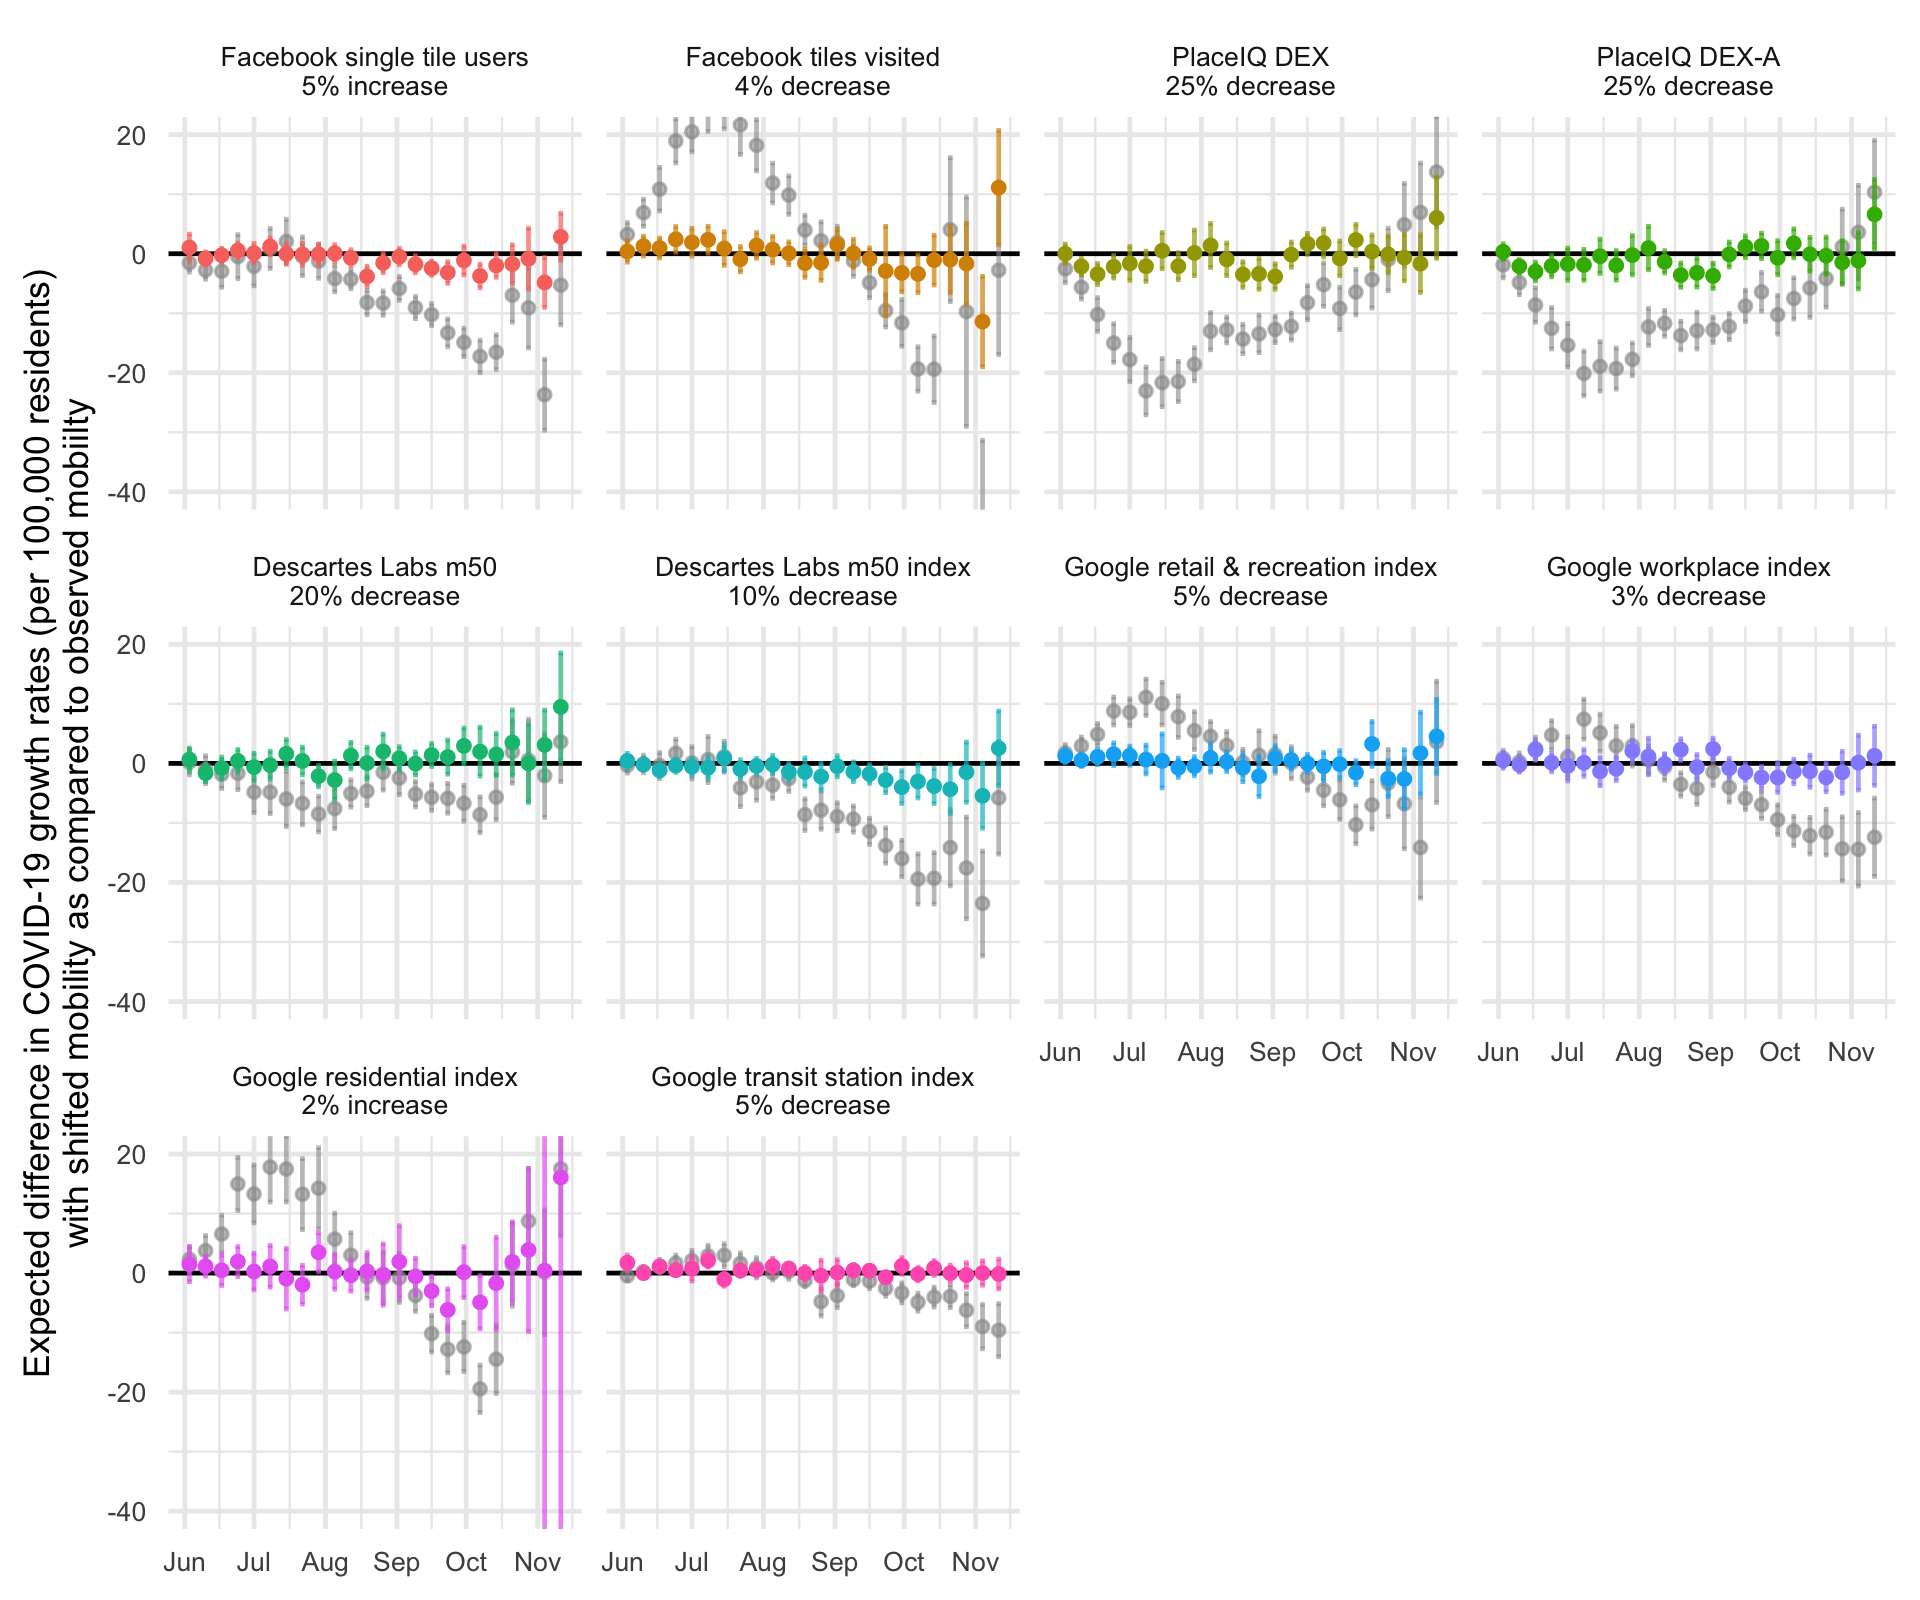 Expected difference in COVID-19 growth rates (per 100,000 residents)
with shifted mobility as compared to observed mobiilty
Facebook single tile users
5% increase
Facebook tiles visited
4% decrease
PlaceIQ DEX
25% decrease
PlaceIQ DEX-A
25% decrease
20
0
-20
-40
Descartes Labs m50
20% decrease
Descartes Labs m50 index
10% decrease
Google retail & recreation index
5% decrease
Google workplace index
3% decrease
20
0
-20
-40
Jun Jul Aug Sep Oct Nov
Jun Jul Aug Sep Oct Nov
Google residential index
2% increase
Google transit station index
5% decrease
20
0
-20
-40
Jun Jul Aug Sep Oct Nov
Jun Jul Aug Sep Oct Nov